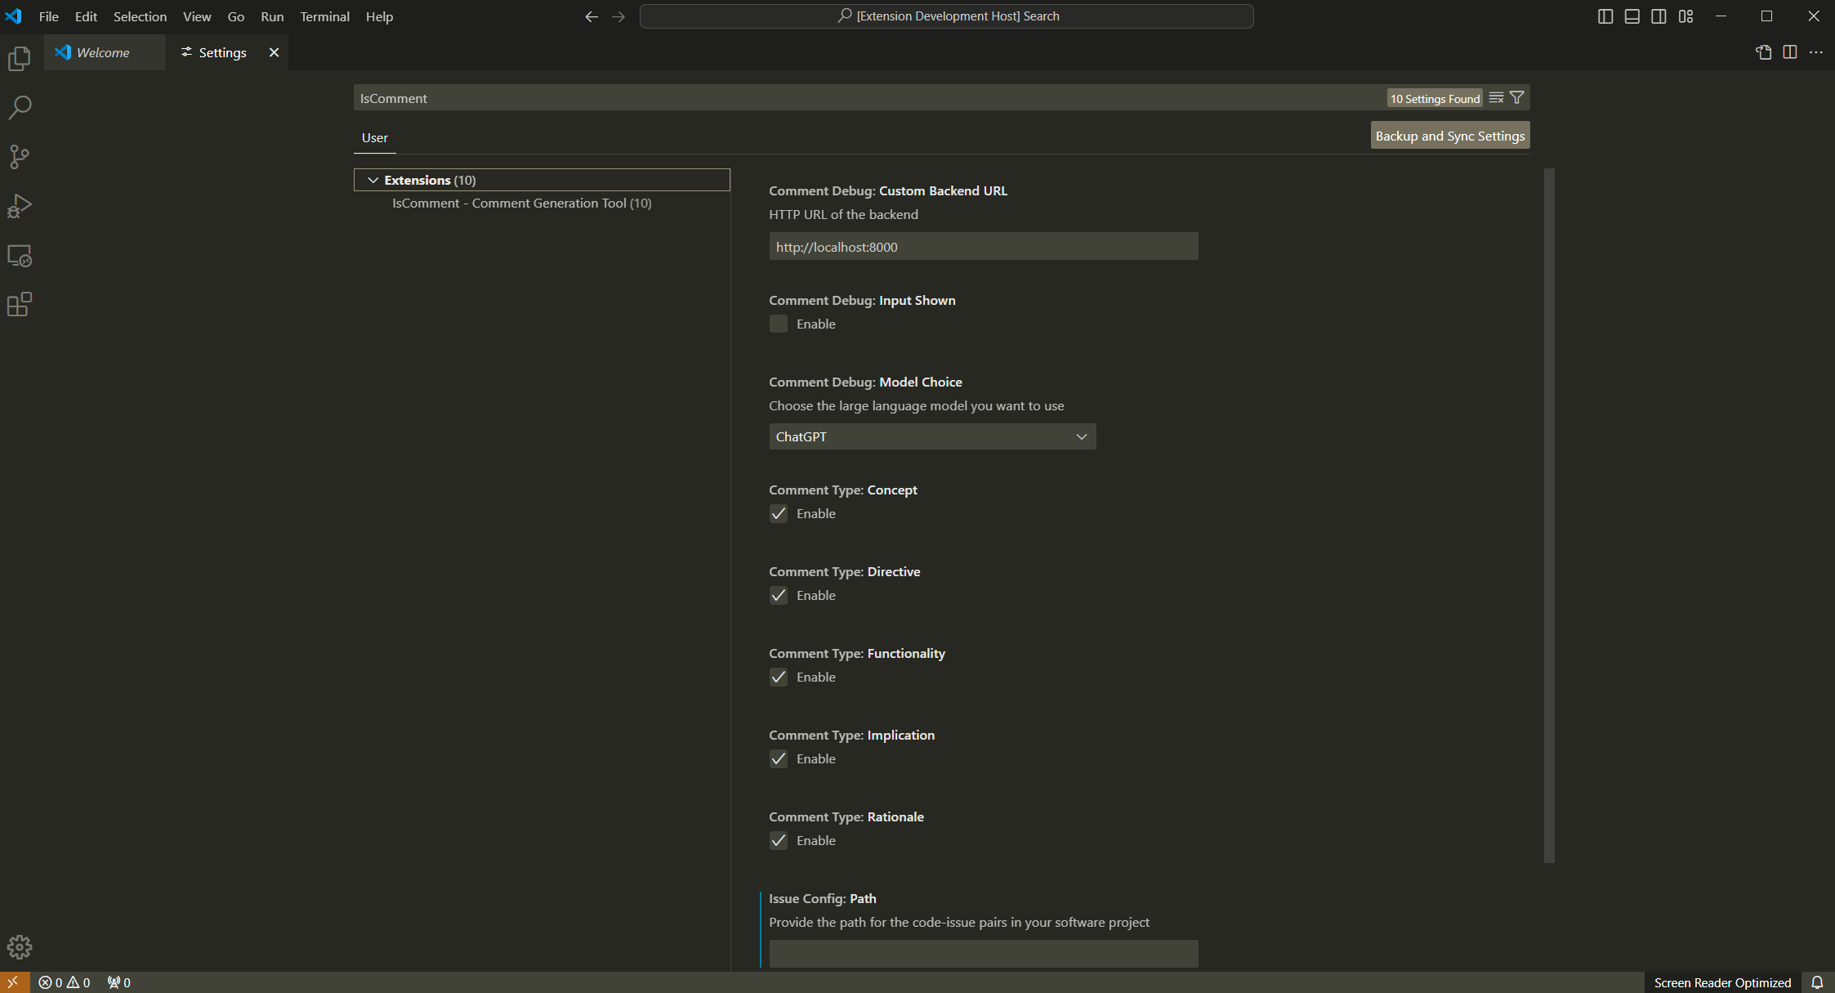 File Edit Selection View Go Run Terminal Help
[Extension Development Host] Search
Welcome
Settings
IsComment
10 Settings Found
User
Backup and Sync Settings
Extensions (10)
IsComment - Comment Generation Tool (10)
Comment Debug: Custom Backend URL
HTTP URL of the backend
http://localhost:8000
Comment Debug: Input Shown
Enable
Comment Debug: Model Choice
Choose the large language model you want to use
ChatGPT
Comment Type: Concept
Enable
Comment Type: Directive
Enable
Comment Type: Functionality
Enable
Comment Type: Implication
Enable
Comment Type: Rationale
Enable
Issue Config: Path
Provide the path for the code-issue pairs in your software project
0 0 0
Screen Reader Optimized